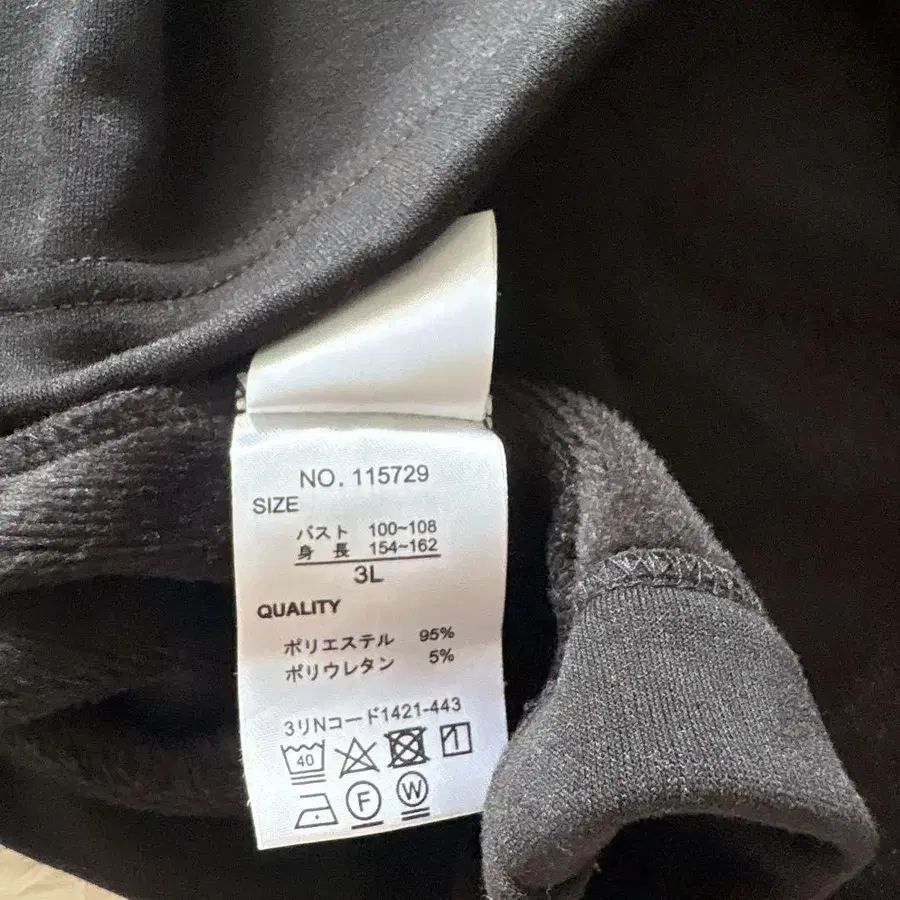 NO. 115729
SIZE
バスト 100~108
身 長 154~162
3L
QUALITY
ポリエステル 95%
ポリウレタン 5%
3リNコード1421-443
40
F W